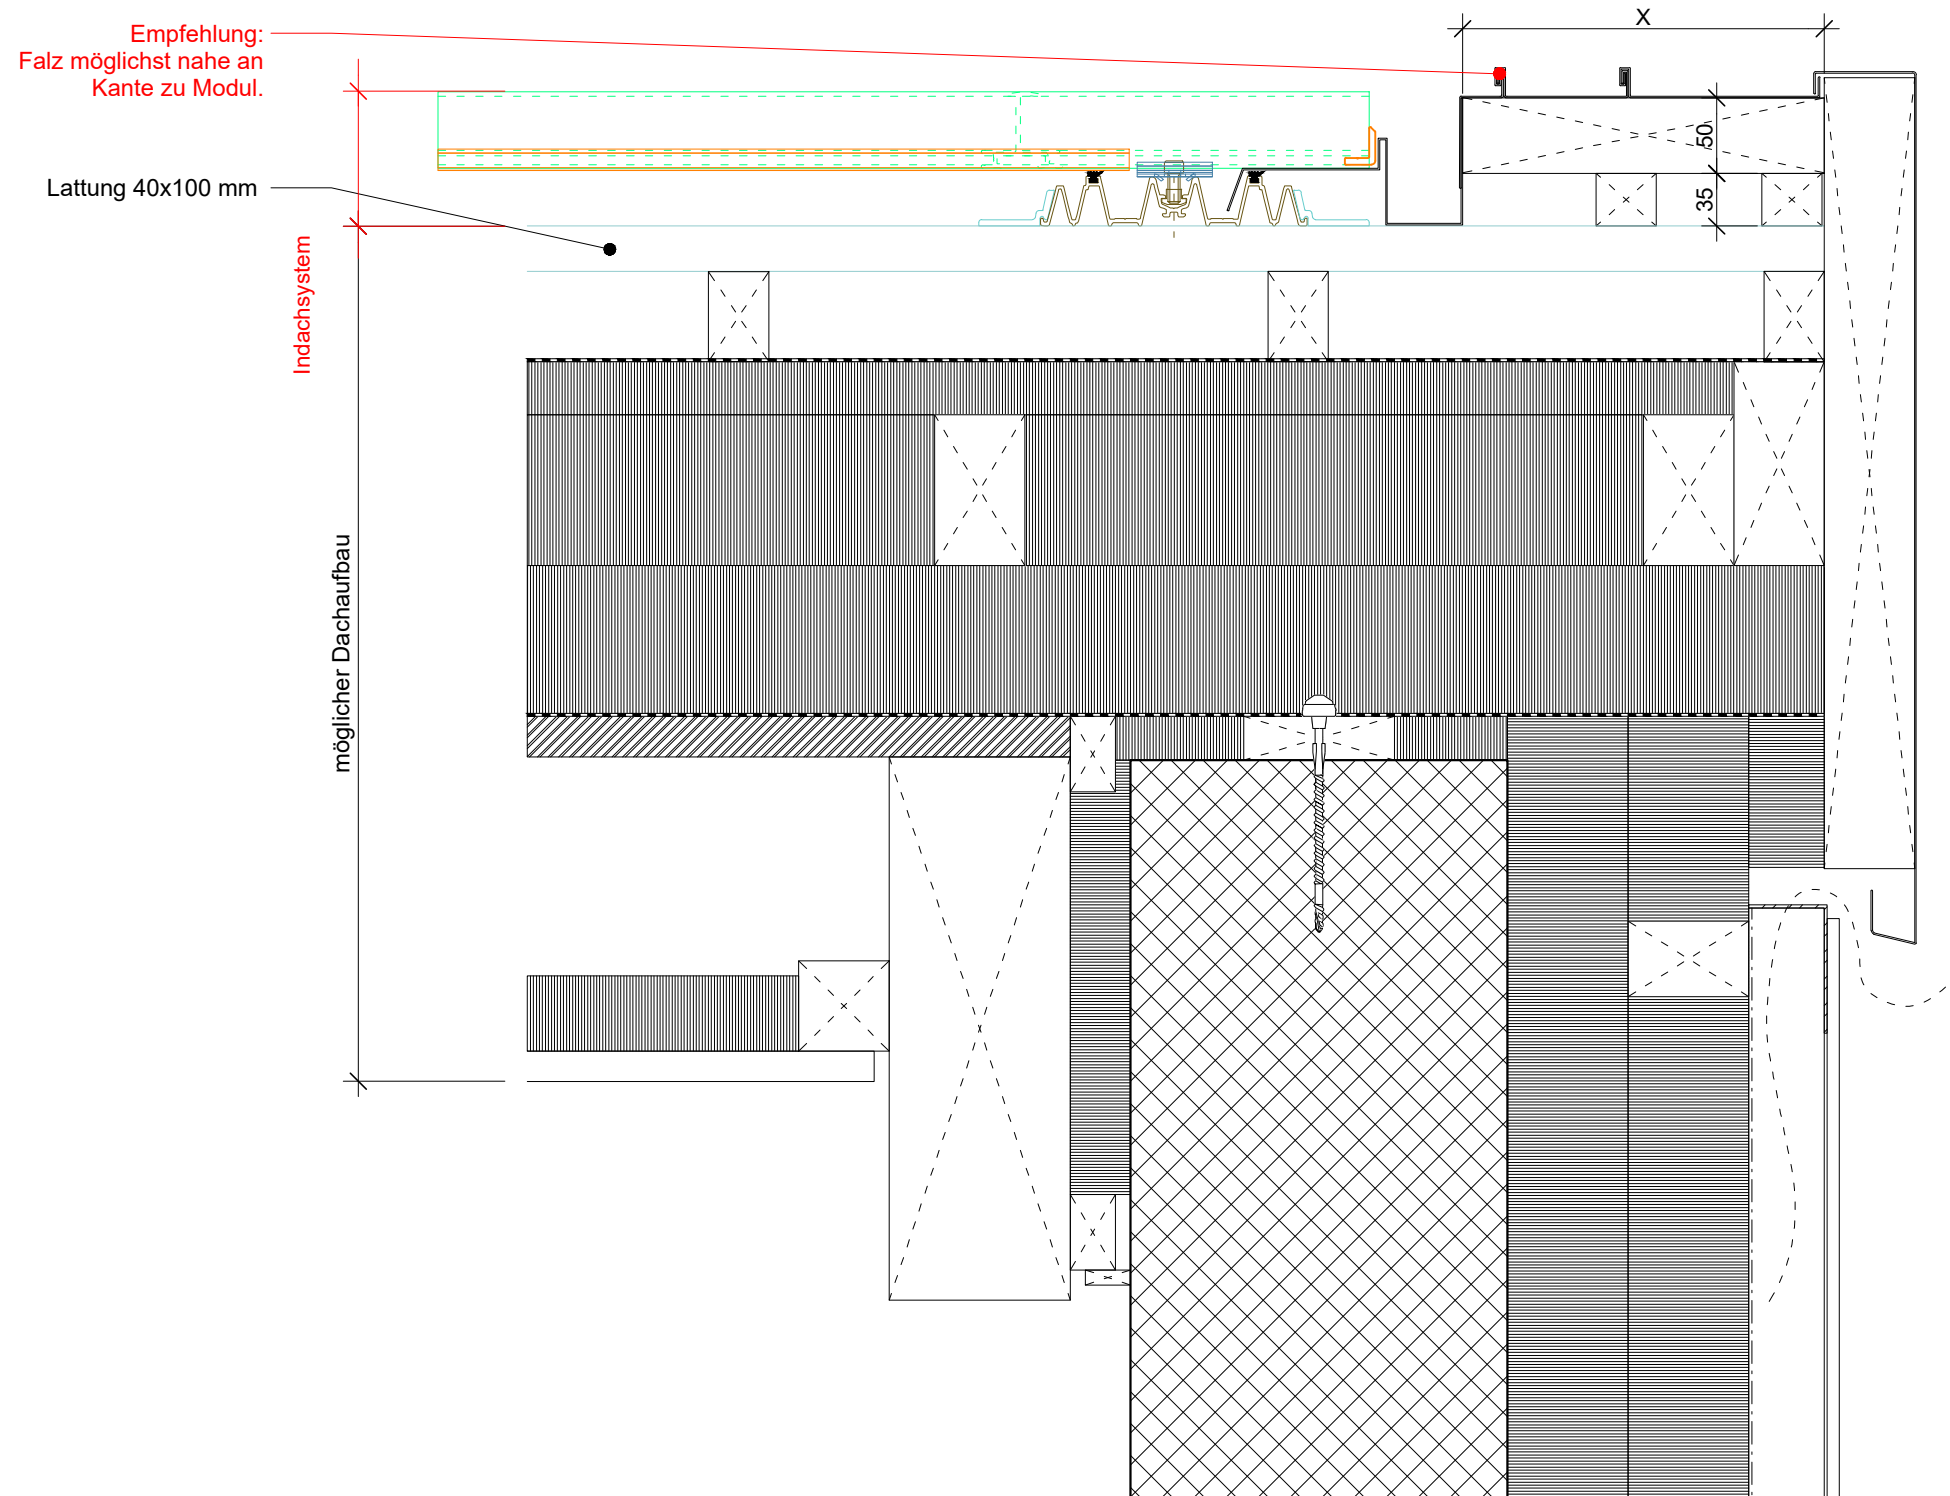 Empfehlung:
Falz möglichst nahe an
Kante zu Modul.
X
50
35
Lattung 40x100 mm
Indachsystem
möglicher Dachaufbau